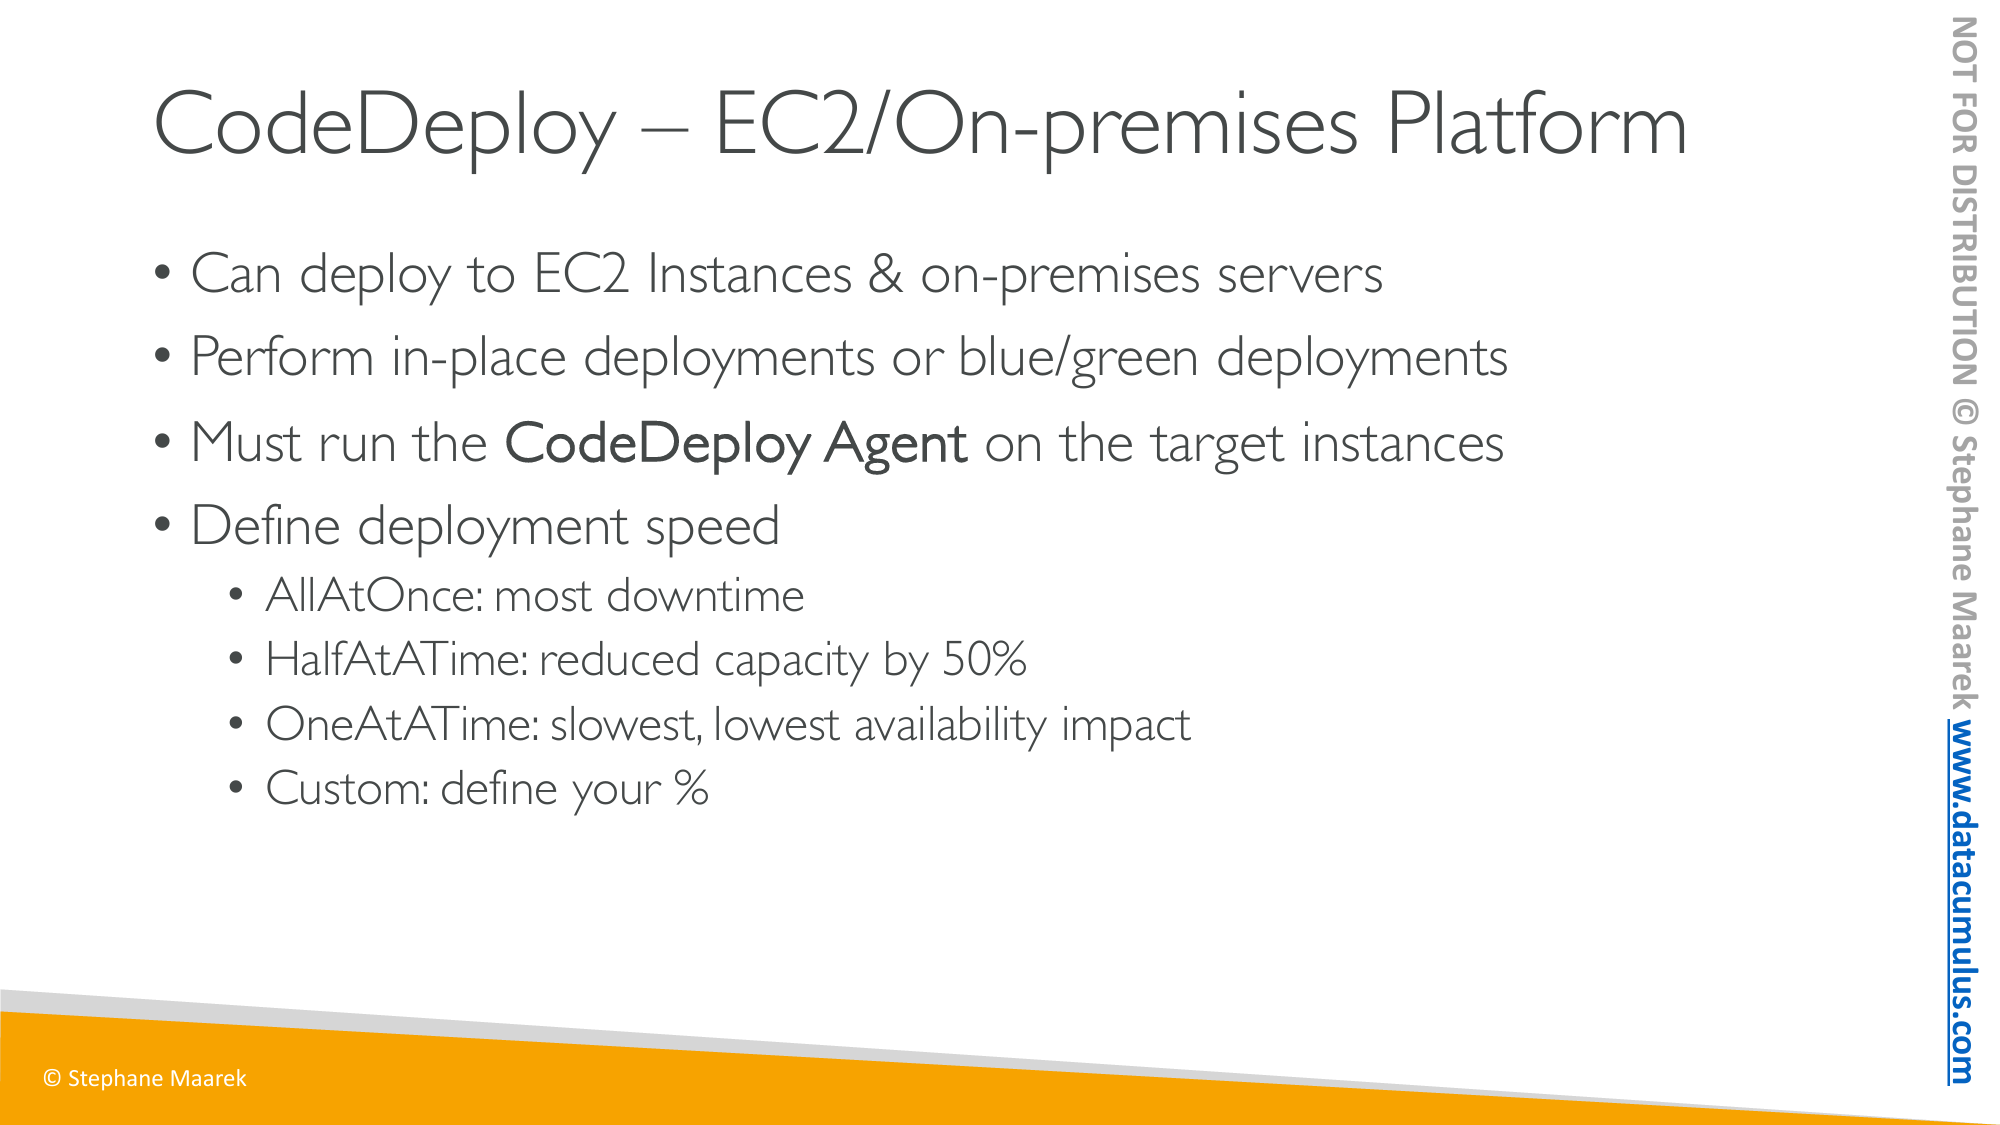 CodeDeploy – EC2/On-premises Platform
• Can deploy to EC2 Instances & on-premises servers
• Perform in-place deployments or blue/green deployments
• Must run the CodeDeploy Agent on the target instances
• Define deployment speed
• AllAtOnce: most downtime
• HalfAtATime: reduced capacity by 50%
• OneAtATime: slowest, lowest availability impact
• Custom: define your %
© Stephane Maarek
NOT FOR DISTRIBUTION © Stephane Maarek www.datacumulus.com